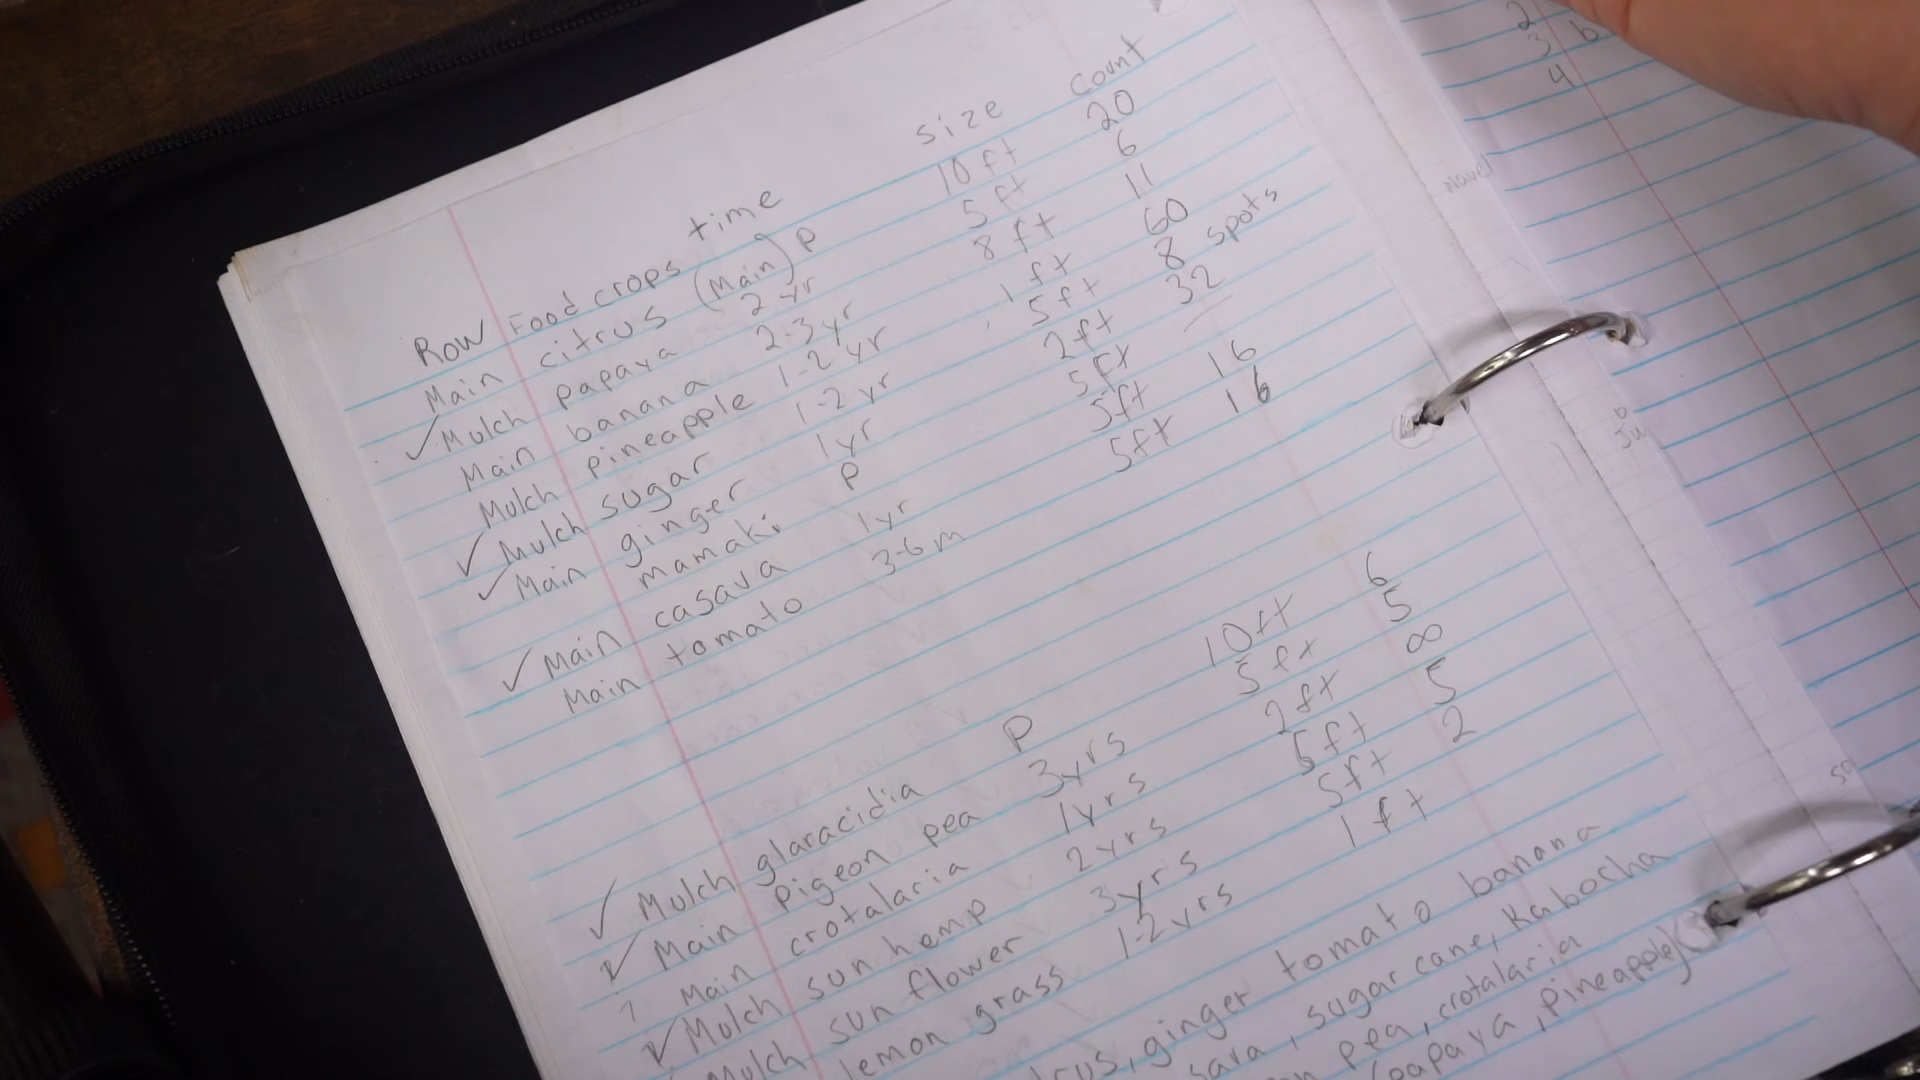 Row Food crops time size count
Main citrus (Main) P 10 ft 20
✓ Mulch papaya 2 yr 5 ft 6
Main banana 2-3 yr 8 ft 11
Mulch pineapple 1-2 yr 1 ft 60
✓ Mulch sugar 1-2 yr 5 ft 8 spots
✓ Main ginger 1 yr 2 ft 32
mamaki P 5 ft
✓ Main casava 1 yr 5 ft 16
Main tomato 3-6 m 5 ft 16
✓ Mulch glaracidia P 10 ft 6
✓ Main pigeon pea 3 yrs 5 ft 5
? Main crotalaria 1 yrs 2 ft ∞
✓ Mulch sun hemp 2 yrs 5 ft 5
Mulch sun flower 3 yrs 5 ft 2
lemon grass 1-2 yrs 1 ft
rus, ginger tomato banana
sava, sugar cane, Kabocha
pea, crotalaria
(papaya, pineapple)
2
3 b
4